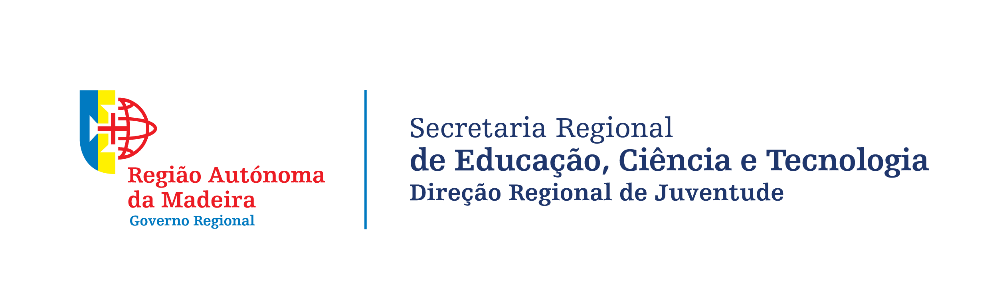 Região Autónoma
da Madeira
Governo Regional
Secretaria Regional
de Educação, Ciência e Tecnologia
Direção Regional de Juventude